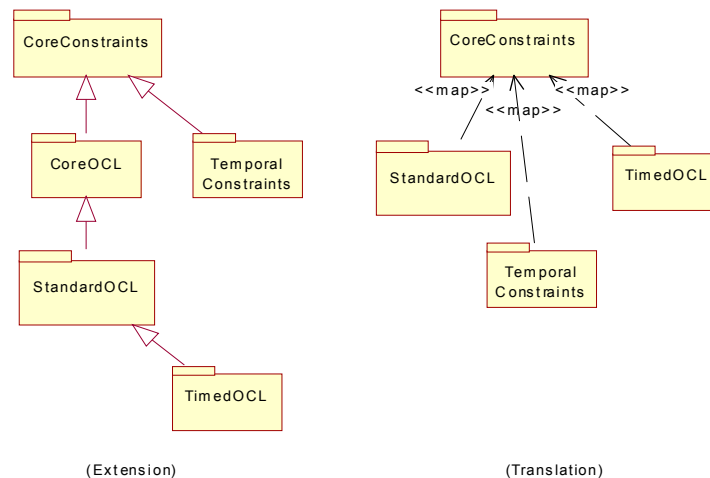 CoreConstraints
CoreOCL
Temporal
Constraints
StandardOCL
TimedOCL
(Extension)
CoreConstraints
<<map>>
<<map>>
<<map>>
StandardOCL
TimedOCL
Temporal
Constraints
(Translation)